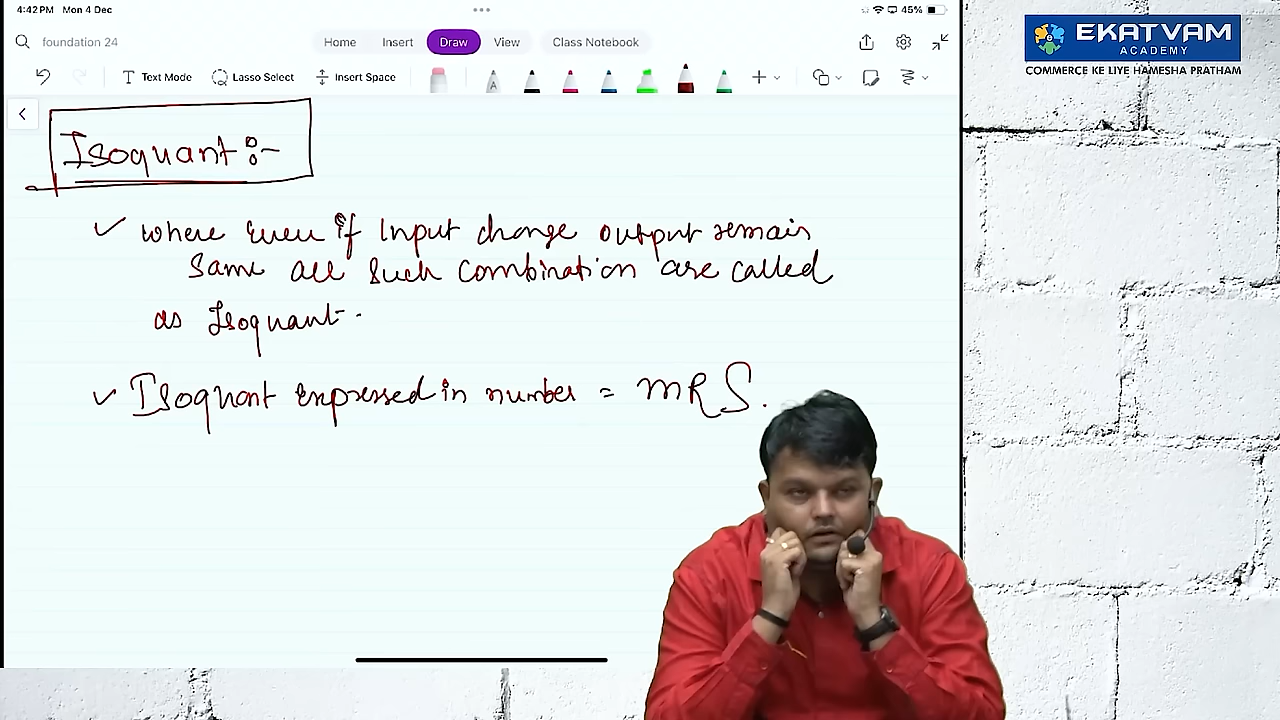 4:42 PM Mon 4 Dec
45%
foundation 24
Home Insert Draw View Class Notebook
Text Mode Lasso Select Insert Space
EKATVAM
ACADEMY
COMMERCE KE LIYE HAMESHA PRATHAM
Isoquant :-
✓ where even if Input change output remain
same all such combination are called
as Isoquant.
✓ Isoquant expressed in number = MRS.